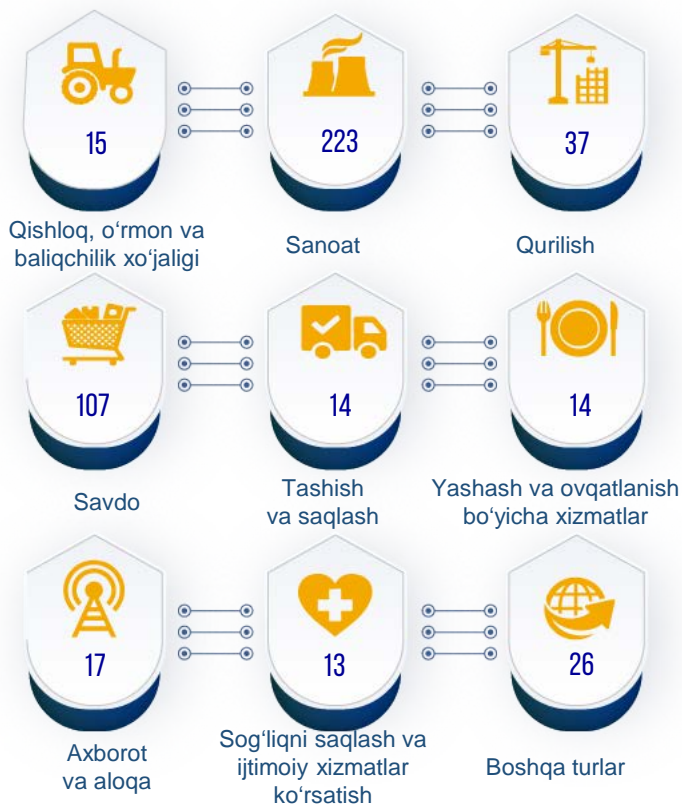 15
223
37
Qishloq, o‘rmon va
baliqchilik xo‘jaligi
Sanoat
Qurilish
107
14
14
Savdo
Tashish
va saqlash
Yashash va ovqatlanish
bo‘yicha xizmatlar
17
13
26
Axborot
va aloqa
Sog‘liqni saqlash va
ijtimoiy xizmatlar
ko‘rsatish
Boshqa turlar